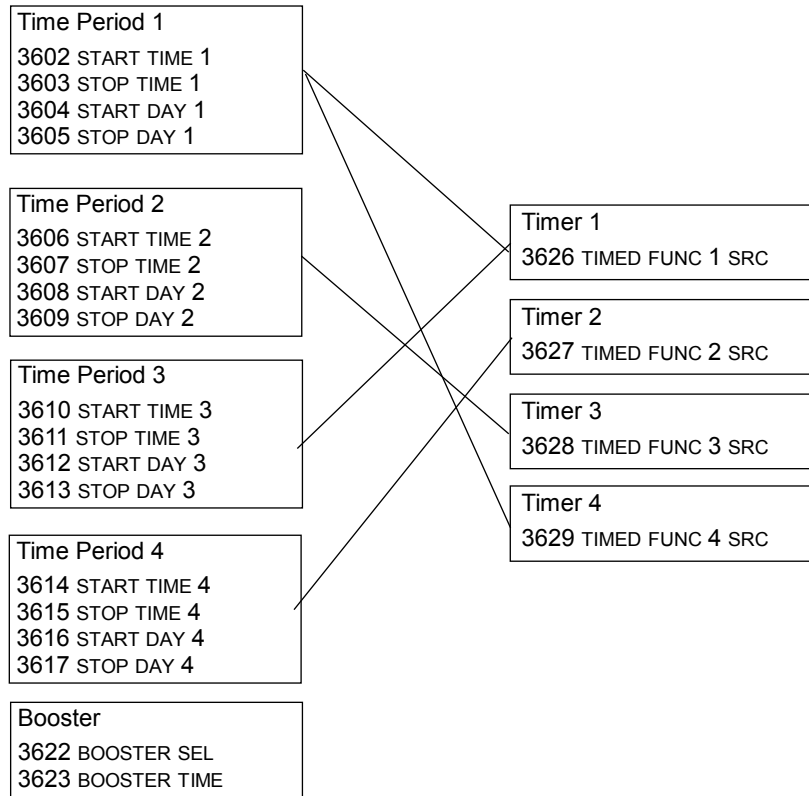 Time Period 1
3602 START TIME 1
3603 STOP TIME 1
3604 START DAY 1
3605 STOP DAY 1
Time Period 2
3606 START TIME 2
3607 STOP TIME 2
3608 START DAY 2
3609 STOP DAY 2
Time Period 3
3610 START TIME 3
3611 STOP TIME 3
3612 START DAY 3
3613 STOP DAY 3
Time Period 4
3614 START TIME 4
3615 STOP TIME 4
3616 START DAY 4
3617 STOP DAY 4
Booster
3622 BOOSTER SEL
3623 BOOSTER TIME
Timer 1
3626 TIMED FUNC 1 SRC
Timer 2
3627 TIMED FUNC 2 SRC
Timer 3
3628 TIMED FUNC 3 SRC
Timer 4
3629 TIMED FUNC 4 SRC